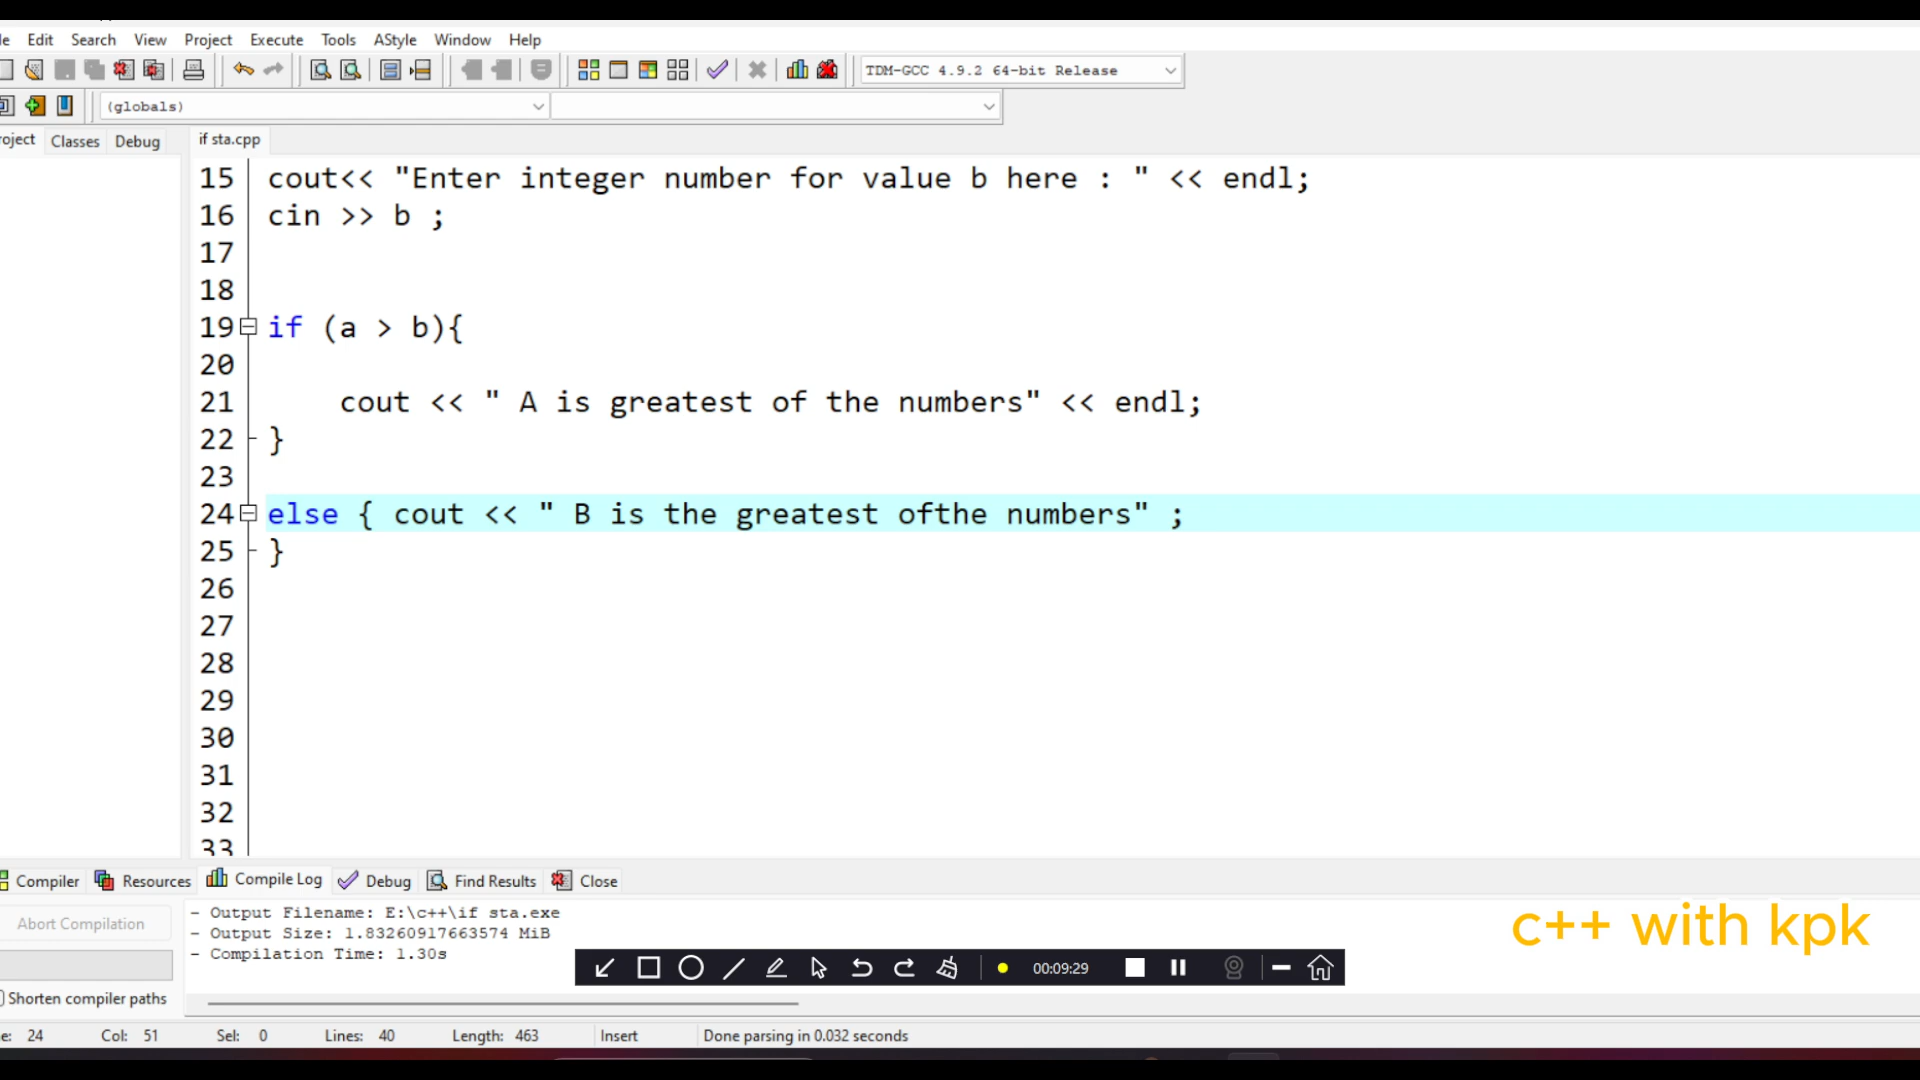 Edit Search View Project Execute Tools AStyle Window Help
TDM-GCC 4.9.2 64-bit Release
(globals)
Classes Debug if sta.cpp
15 cout<< "Enter integer number for value b here : " << endl;
16 cin >> b ;
17
18
19 if (a > b){
20
21 cout << " A is greatest of the numbers" << endl;
22 }
23
24 else { cout << " B is the greatest ofthe numbers" ;
25 }
26
27
28
29
30
31
32
33
Compiler Resources Compile Log Debug Find Results Close
Abort Compilation
- Output Filename: E:\c++\if sta.exe
- Output Size: 1.83260917663574 MiB
- Compilation Time: 1.30s
c++ with kpk
00:09:29
Shorten compiler paths
24 Col: 51 Sel: 0 Lines: 40 Length: 463 Insert Done parsing in 0.032 seconds